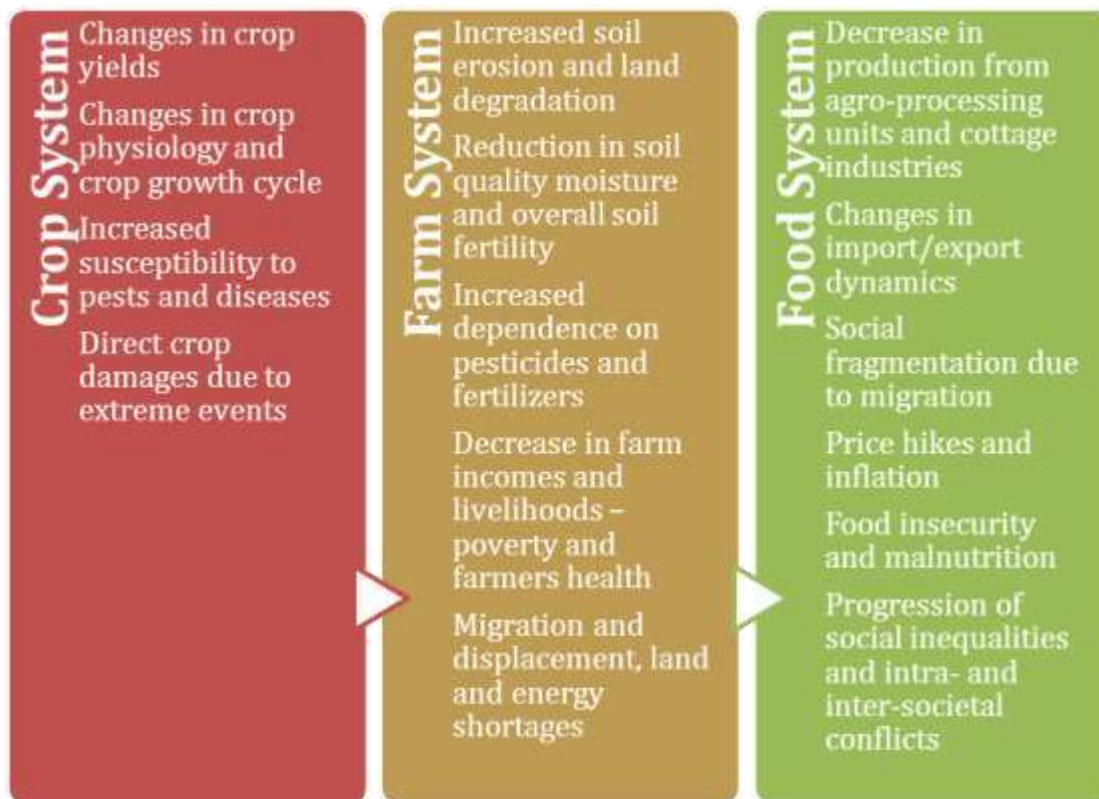 Crop System
Changes in crop
yields
Changes in crop
physiology and
crop growth cycle
Increased
susceptibility to
pests and diseases
Direct crop
damages due to
extreme events
Farm System
Increased soil
erosion and land
degradation
Reduction in soil
quality moisture
and overall soil
fertility
Increased
dependence on
pesticides and
fertilizers
Decrease in farm
incomes and
livelihoods –
poverty and
farmers health
Migration and
displacement, land
and energy
shortages
Food System
Decrease in
production from
agro-processing
units and cottage
industries
Changes in
import/export
dynamics
Social
fragmentation due
to migration
Price hikes and
inflation
Food insecurity
and malnutrition
Progression of
social inequalities
and intra- and
inter-societal
conflicts